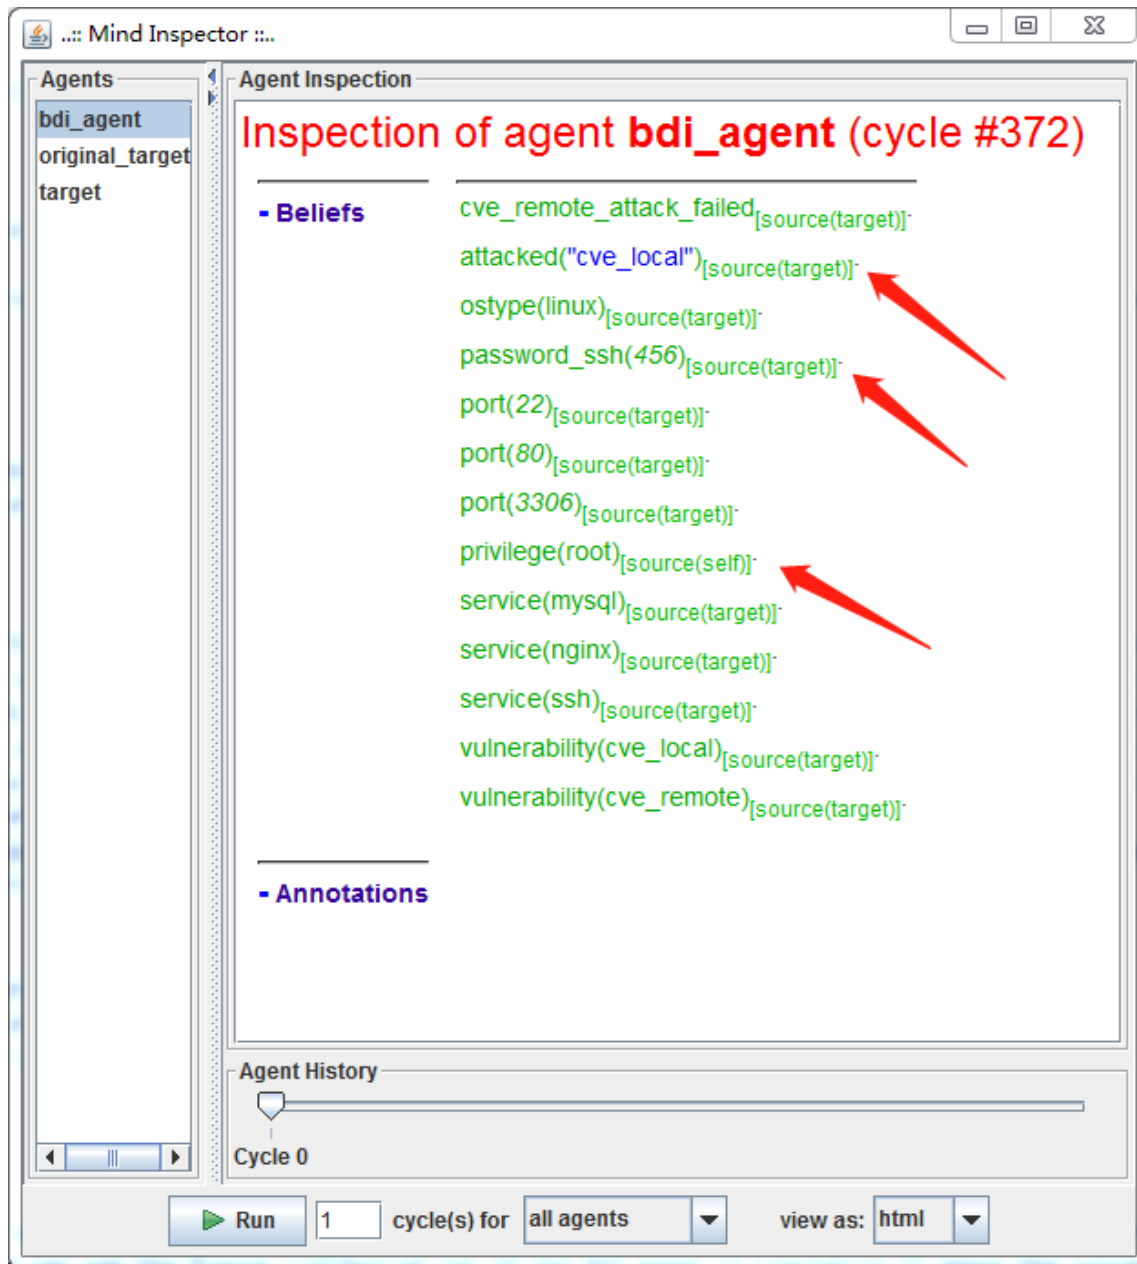 ..:: Mind Inspector ::..
Agents
bdi_agent
original_target
target
Agent Inspection
Inspection of agent bdi_agent (cycle #372)
- Beliefs
cve_remote_attack_failed[source(target)]-
attacked("cve_local")[source(target)]-
ostype(linux)[source(target)]-
password_ssh(456)[source(target)]-
port(22)[source(target)]-
port(80)[source(target)]-
port(3306)[source(target)]-
privilege(root)[source(self)]-
service(mysql)[source(target)]-
service(nginx)[source(target)]-
service(ssh)[source(target)]-
vulnerability(cve_local)[source(target)]-
vulnerability(cve_remote)[source(target)]-
- Annotations
Agent History
Cycle 0
Run 1 cycle(s) for all agents view as: html